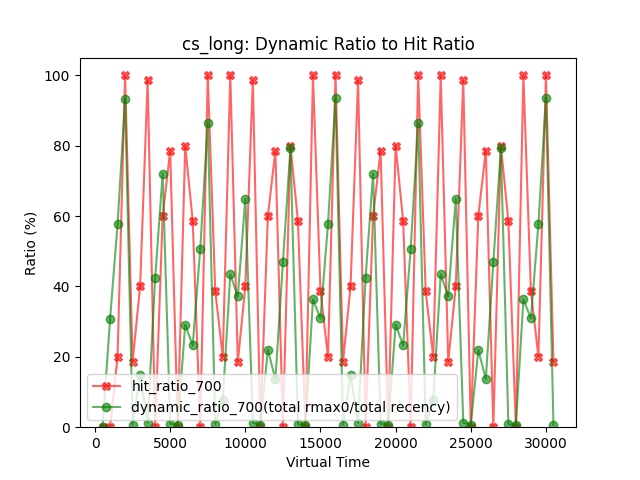 cs_long: Dynamic Ratio to Hit Ratio
100
80
60
40
20
0
Ratio (%)
hit_ratio_700
dynamic_ratio_700(total rmax0/total recency)
0 5000 10000 15000 20000 25000 30000
Virtual Time